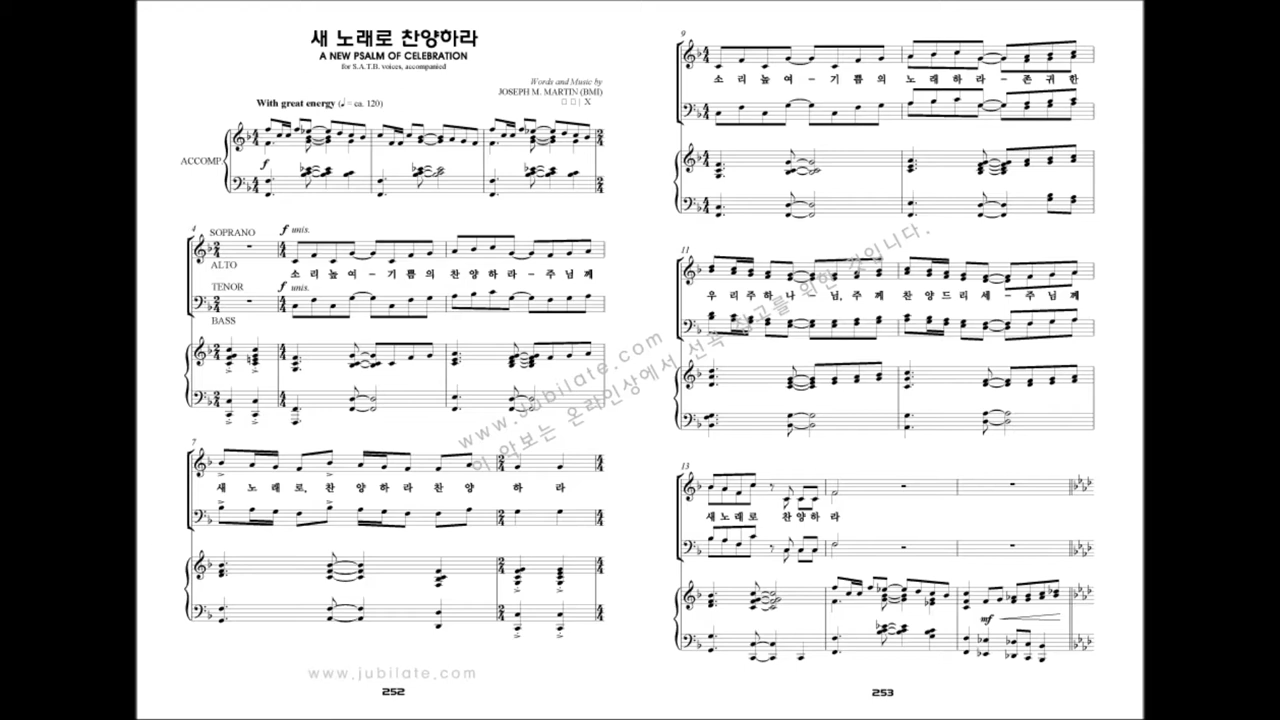 새 노래로 찬양하라
A NEW PSALM OF CELEBRATION
for S.A.T.B. voices, accompanied
Words and Music by
JOSEPH M. MARTIN (BMI)
With great energy (♩ = ca. 120)
ACCOMP.
f
4
SOPRANO
f unis.
ALTO
소리높여-기쁨의 찬양하라-주님께
TENOR
f unis.
BASS
7
새 노래로, 찬양하라 찬양 하라
www.jubilate.com
252
9
소리높여-기쁨의 노래하라-존귀한
11
우리주하나-님, 주께 찬양드리세-주님께
13
새노래로 찬양하라
mf
253
www.jubilate.com
이 악보는 온라인상에서 선곡 참고를 위한 것입니다.